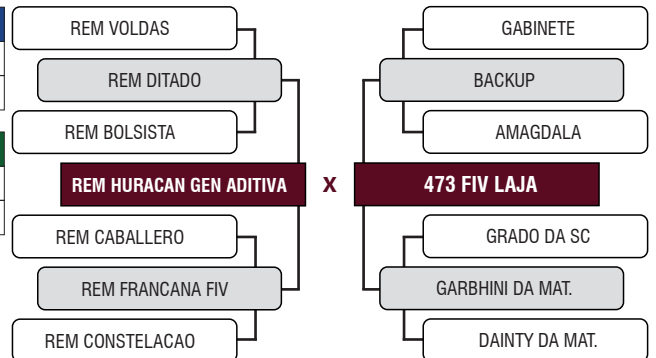 REM VOLDAS
REM DITADO
REM BOLSISTA
REM HURACAN GEN ADITIVA
REM CABALLERO
REM FRANCANA FIV
REM CONSTELACAO
X
GABINETE
BACKUP
AMAGDALA
473 FIV LAJA
GRADO DA SC
GARBHINI DA MAT.
DAINTY DA MAT.